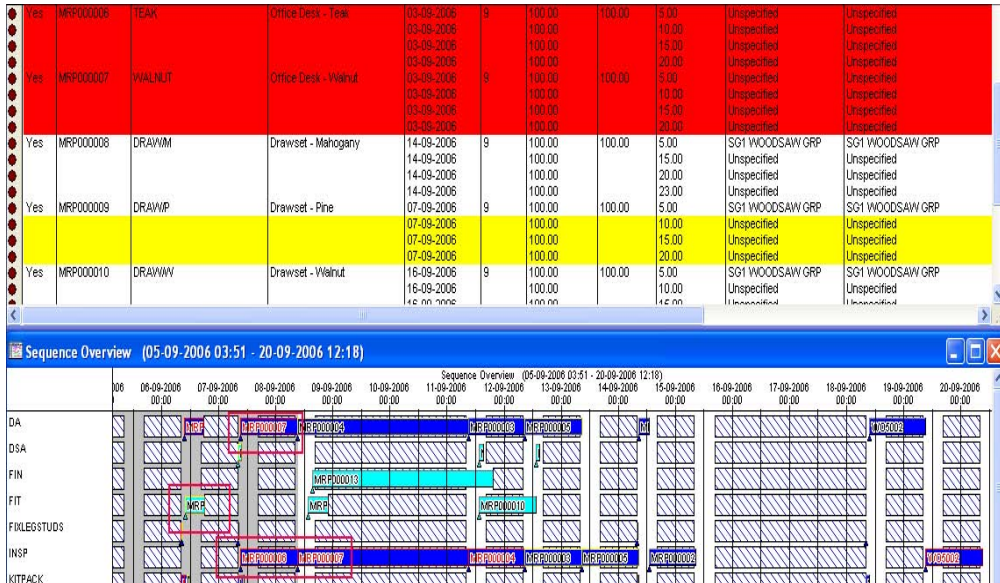 Yes MRP000006 TEAK Office Desk - Teak 03-09-2006 9 100.00 100.00 5.00 Unspecified Unspecified
03-09-2006 100.00 10.00 Unspecified Unspecified
03-09-2006 100.00 15.00 Unspecified Unspecified
03-09-2006 100.00 20.00 Unspecified Unspecified
Yes MRP000007 WALNUT Office Desk - Walnut 03-09-2006 9 100.00 100.00 5.00 Unspecified Unspecified
03-09-2006 100.00 10.00 Unspecified Unspecified
03-09-2006 100.00 15.00 Unspecified Unspecified
03-09-2006 100.00 20.00 Unspecified Unspecified
Yes MRP000008 DRAWM Drawset - Mahogany 14-09-2006 9 100.00 100.00 5.00 SG1 WOODSAW GRP SG1 WOODSAW GRP
14-09-2006 100.00 15.00 Unspecified Unspecified
14-09-2006 100.00 20.00 Unspecified Unspecified
14-09-2006 100.00 23.00 Unspecified Unspecified
Yes MRP000009 DRAWP Drawset - Pine 07-09-2006 9 100.00 100.00 5.00 SG1 WOODSAW GRP SG1 WOODSAW GRP
07-09-2006 100.00 10.00 Unspecified Unspecified
07-09-2006 100.00 15.00 Unspecified Unspecified
07-09-2006 100.00 20.00 Unspecified Unspecified
Yes MRP000010 DRAWW Drawset - Walnut 16-09-2006 9 100.00 100.00 5.00 SG1 WOODSAW GRP SG1 WOODSAW GRP
16-09-2006 100.00 10.00 Unspecified Unspecified
Sequence Overview (05-09-2006 03:51 - 20-09-2006 12:18)
Sequence Overview (05-09-2006 03:51 - 20-09-2006 12:18)
06-09-2006 07-09-2006 08-09-2006 09-09-2006 10-09-2006 11-09-2006 12-09-2006 13-09-2006 14-09-2006 15-09-2006 16-09-2006 17-09-2006 18-09-2006 19-09-2006 20-09-2006
00:00 00:00 00:00 00:00 00:00 00:00 00:00 00:00 00:00 00:00 00:00 00:00 00:00 00:00 00:00
DA MRP MRP000007 MRP000004 MRP000003 MRP000005
DSA
FIN MRP000013
FIT MRP MRP MRP000010
FIXLEGSTUDS
INSP MRP000006 MRP000007 MRP000004 MRP000003 MRP000005 MRP000002
KITPACK